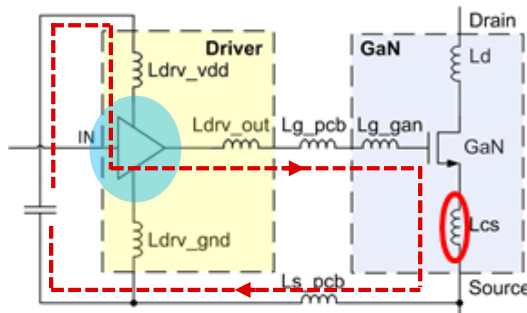 Drain
Driver
GaN
Ldrv_vdd
Ld
IN
Ldrv_out
Lg_pcb
Lg_gan
GaN
Ldrv_gnd
Lcs
Ls_pcb
Source